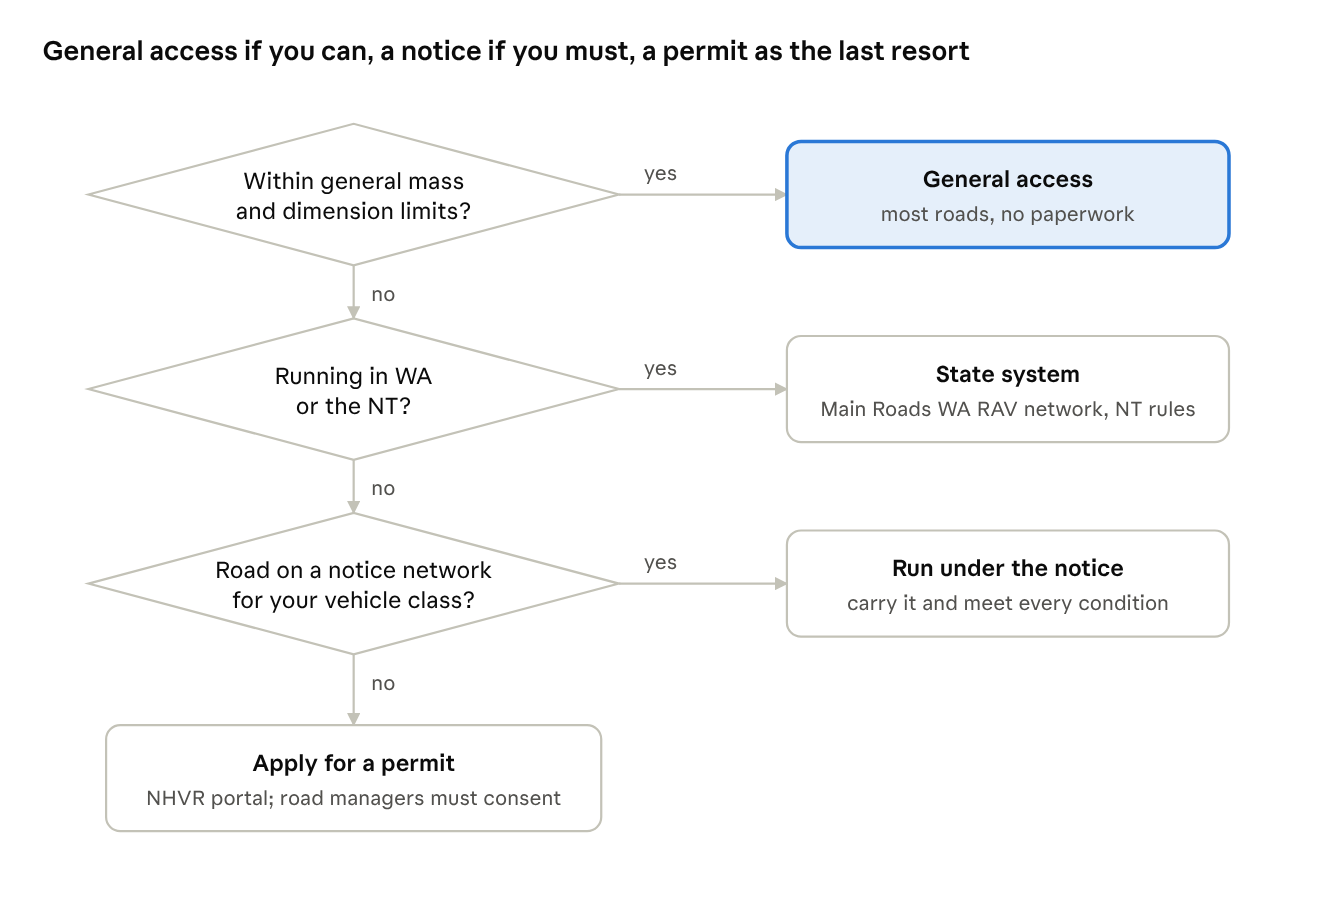 General access if you can, a notice if you must, a permit as the last resort
Within general mass
and dimension limits?
yes
General access
most roads, no paperwork
no
Running in WA
or the NT?
yes
State system
Main Roads WA RAV network, NT rules
no
Road on a notice network
for your vehicle class?
yes
Run under the notice
carry it and meet every condition
no
Apply for a permit
NHVR portal; road managers must consent